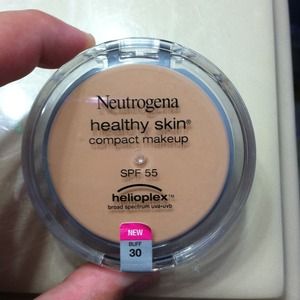 Neutrogena
healthy skin®
compact makeup
SPF 55
helioplex™
broad spectrum uva•uvb
NEW
BUFF
30